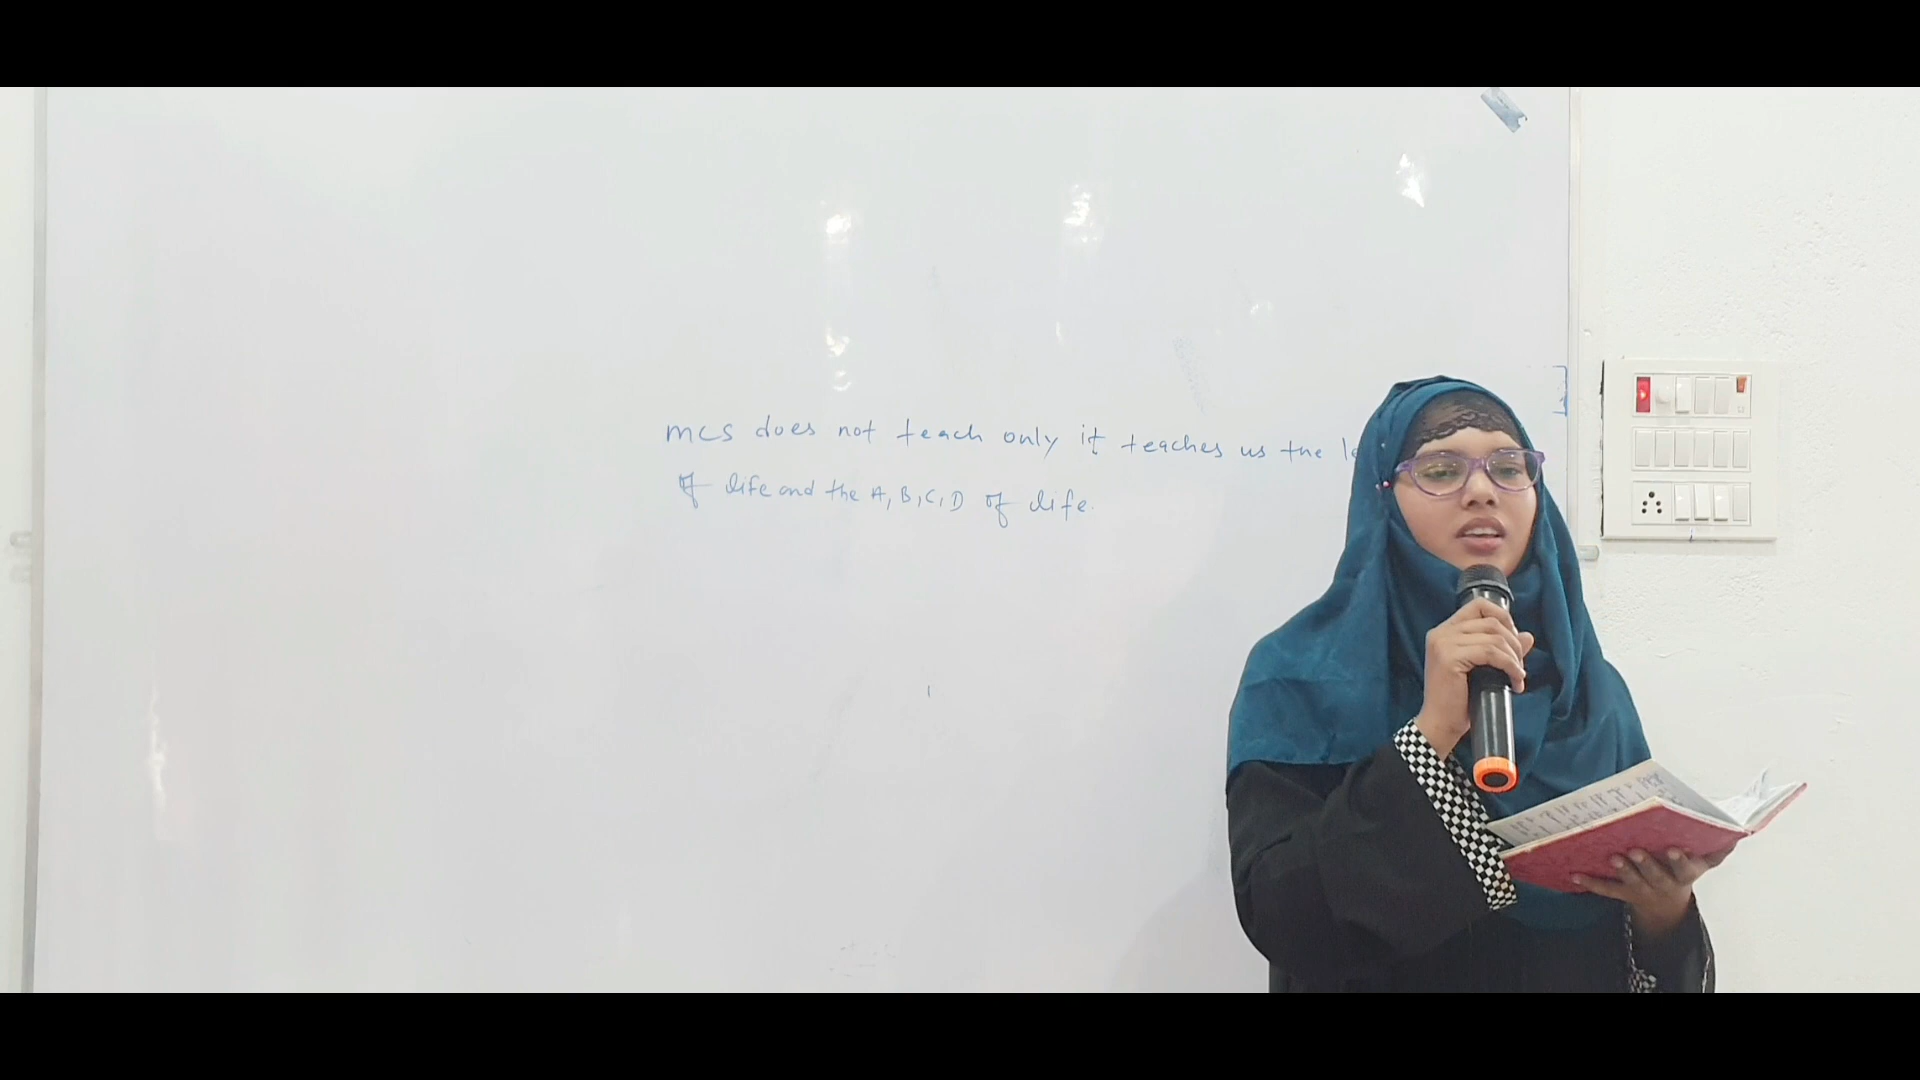 mcs does not teach only it teaches us the
of life and the A, B, C, D of life.